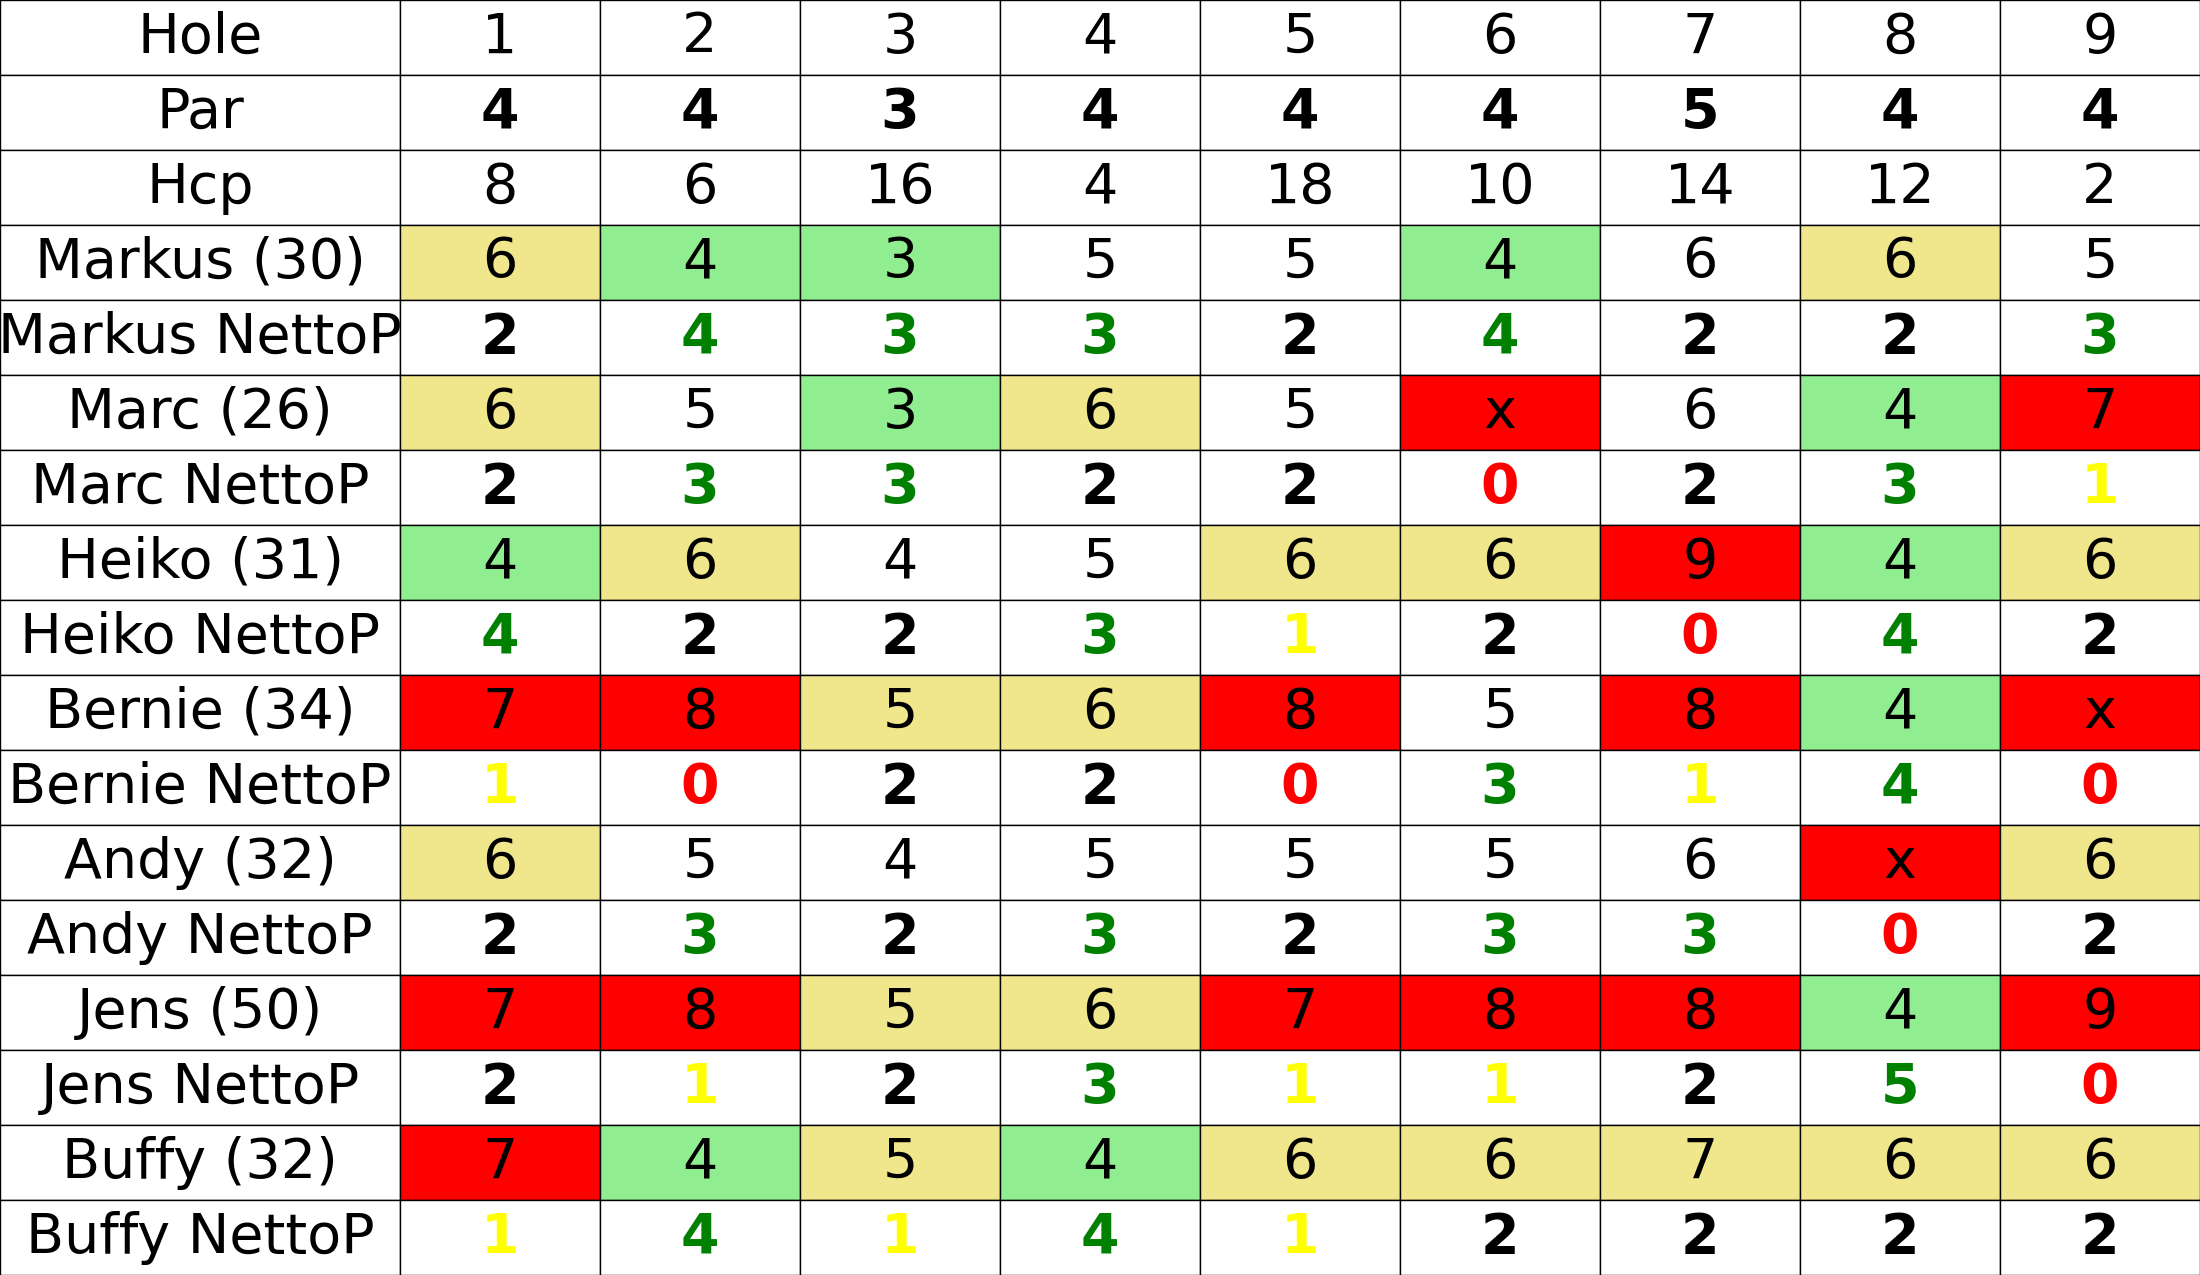 Hole 1 2 3 4 5 6 7 8 9
Par 4 4 3 4 4 4 5 4 4
Hcp 8 6 16 4 18 10 14 12 2
Markus (30) 6 4 3 5 5 4 6 6 5
Markus NettoP 2 4 3 3 2 4 2 2 3
Marc (26) 6 5 3 6 5 x 6 4 7
Marc NettoP 2 3 3 2 2 0 2 3 1
Heiko (31) 4 6 4 5 6 6 9 4 6
Heiko NettoP 4 2 2 3 1 2 0 4 2
Bernie (34) 7 8 5 6 8 5 8 4 x
Bernie NettoP 1 0 2 2 0 3 1 4 0
Andy (32) 6 5 4 5 5 5 6 x 6
Andy NettoP 2 3 2 3 2 3 3 0 2
Jens (50) 7 8 5 6 7 8 8 4 9
Jens NettoP 2 1 2 3 1 1 2 5 0
Buffy (32) 7 4 5 4 6 6 7 6 6
Buffy NettoP 1 4 1 4 1 2 2 2 2